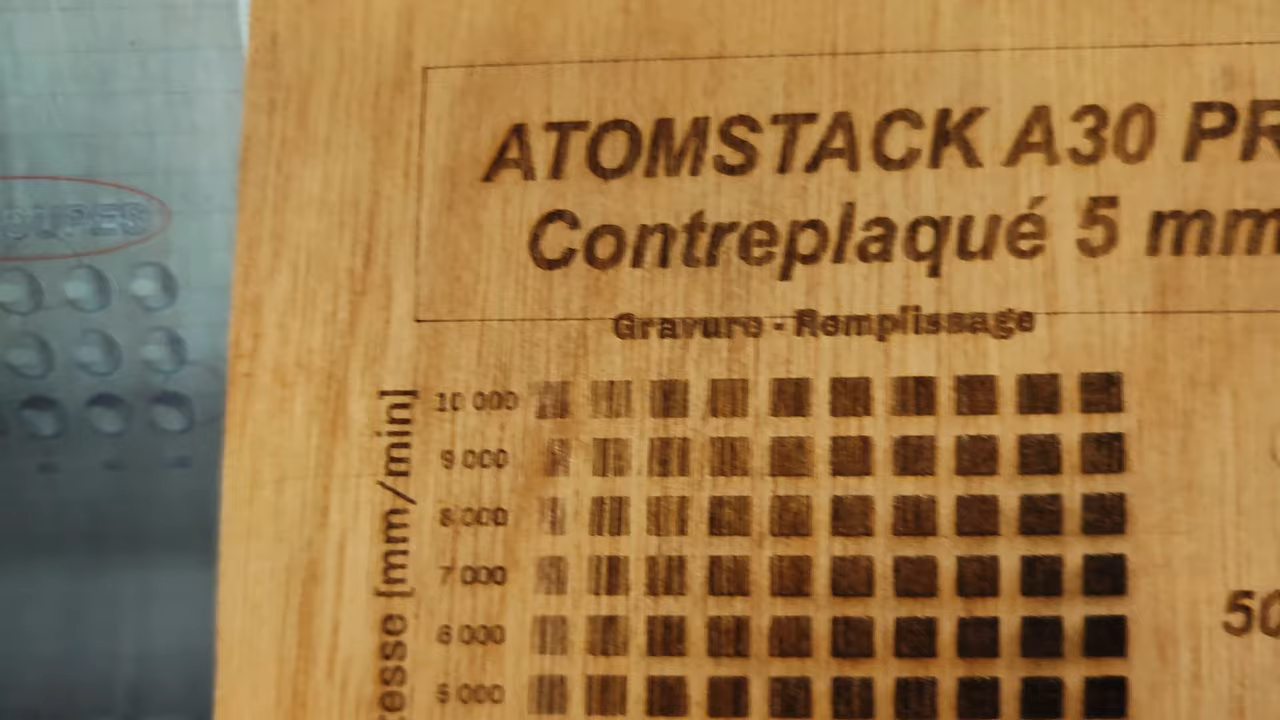 ATOMSTACK A30 PR
Contreplaqué 5 mm
Gravure - Remplissage
10 000
9 000
8 000
7 000
6 000
5 000
esse [mm/min]
50